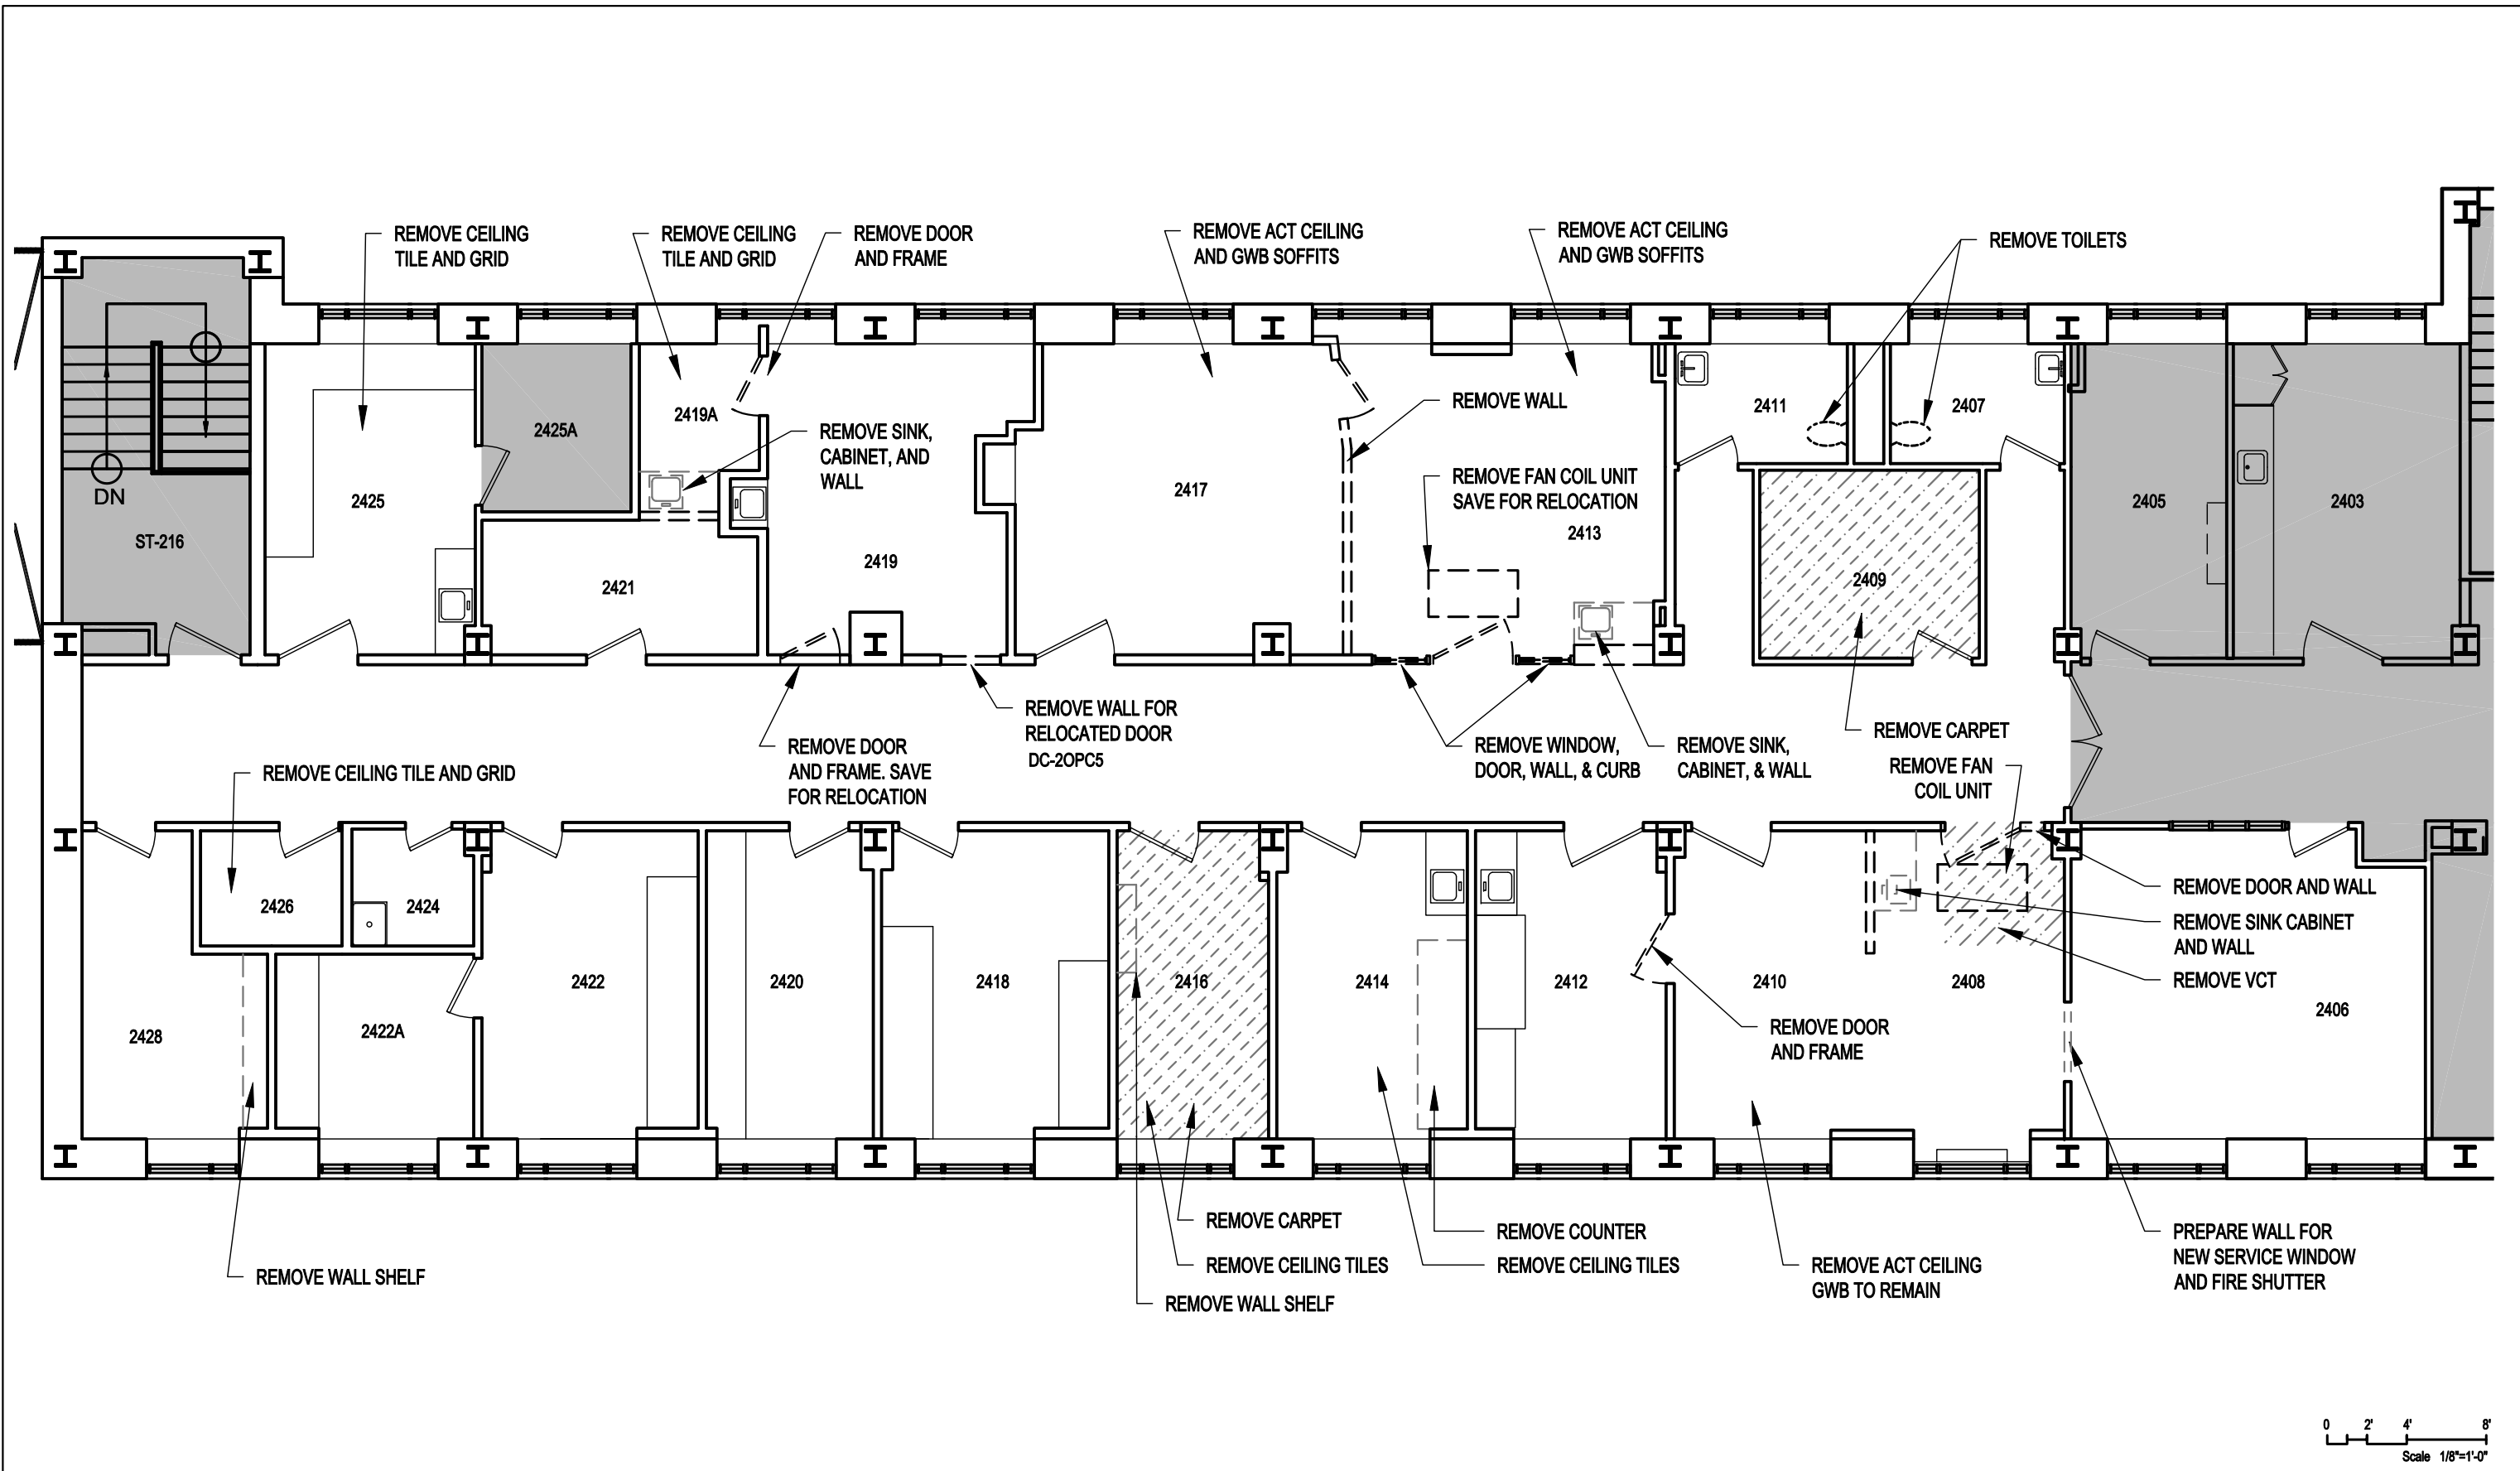 REMOVE CEILING
TILE AND GRID
REMOVE CEILING
TILE AND GRID
REMOVE DOOR
AND FRAME
REMOVE ACT CEILING
AND GWB SOFFITS
REMOVE ACT CEILING
AND GWB SOFFITS
REMOVE TOILETS
2419A
2425A
REMOVE SINK,
CABINET, AND
WALL
REMOVE WALL
2411
2407
DN
2425
ST-216
2421
2419
2417
REMOVE FAN COIL UNIT
SAVE FOR RELOCATION
2413
2409
2405
2403
REMOVE WALL FOR
RELOCATED DOOR
DC-2OPC5
REMOVE DOOR
AND FRAME. SAVE
FOR RELOCATION
REMOVE WINDOW,
DOOR, WALL, & CURB
REMOVE SINK,
CABINET, & WALL
REMOVE CARPET
REMOVE FAN
COIL UNIT
REMOVE CEILING TILE AND GRID
2426
2424
REMOVE DOOR AND WALL
REMOVE SINK CABINET
AND WALL
REMOVE VCT
2428
2422A
2422
2420
2418
2416
2414
2412
2410
2408
2406
REMOVE DOOR
AND FRAME
REMOVE WALL SHELF
REMOVE CARPET
REMOVE CEILING TILES
REMOVE WALL SHELF
REMOVE COUNTER
REMOVE CEILING TILES
REMOVE ACT CEILING
GWB TO REMAIN
PREPARE WALL FOR
NEW SERVICE WINDOW
AND FIRE SHUTTER
0 2' 4' 8'
Scale 1/8"=1'-0"